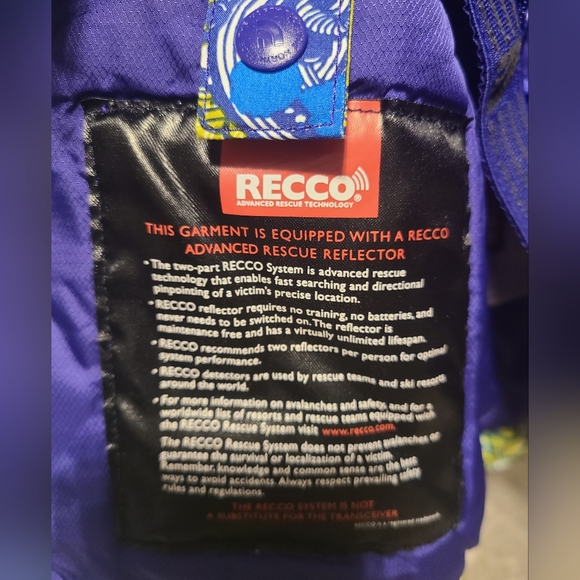 RECCO®
ADVANCED RESCUE TECHNOLOGY
THIS GARMENT IS EQUIPPED WITH A RECCO
ADVANCED RESCUE REFLECTOR
• The two-part RECCO System is advanced rescue
technology that enables fast searching and directional
pinpointing of a victim's precise location.
• RECCO reflector requires no training, no batteries, and
never needs to be switched on. The reflector is
maintenance free and has a virtually unlimited lifespan.
• RECCO recommends two reflectors per person for optimal
system performance.
• RECCO detectors are used by rescue teams and ski resorts
around the world.
• For more information on avalanches and safety, and for a
worldwide list of resorts and rescue teams equipped with
the RECCO Rescue System visit www.recco.com.
The RECCO Rescue System does not prevent avalanches or
guarantee the survival or localization of a victim.
Remember, knowledge and common sense are the best
ways to avoid accidents. Always respect prevailing safety
rules and regulations.
THE RECCO SYSTEM IS NOT
A SUBSTITUTE FOR THE TRANSCEIVER